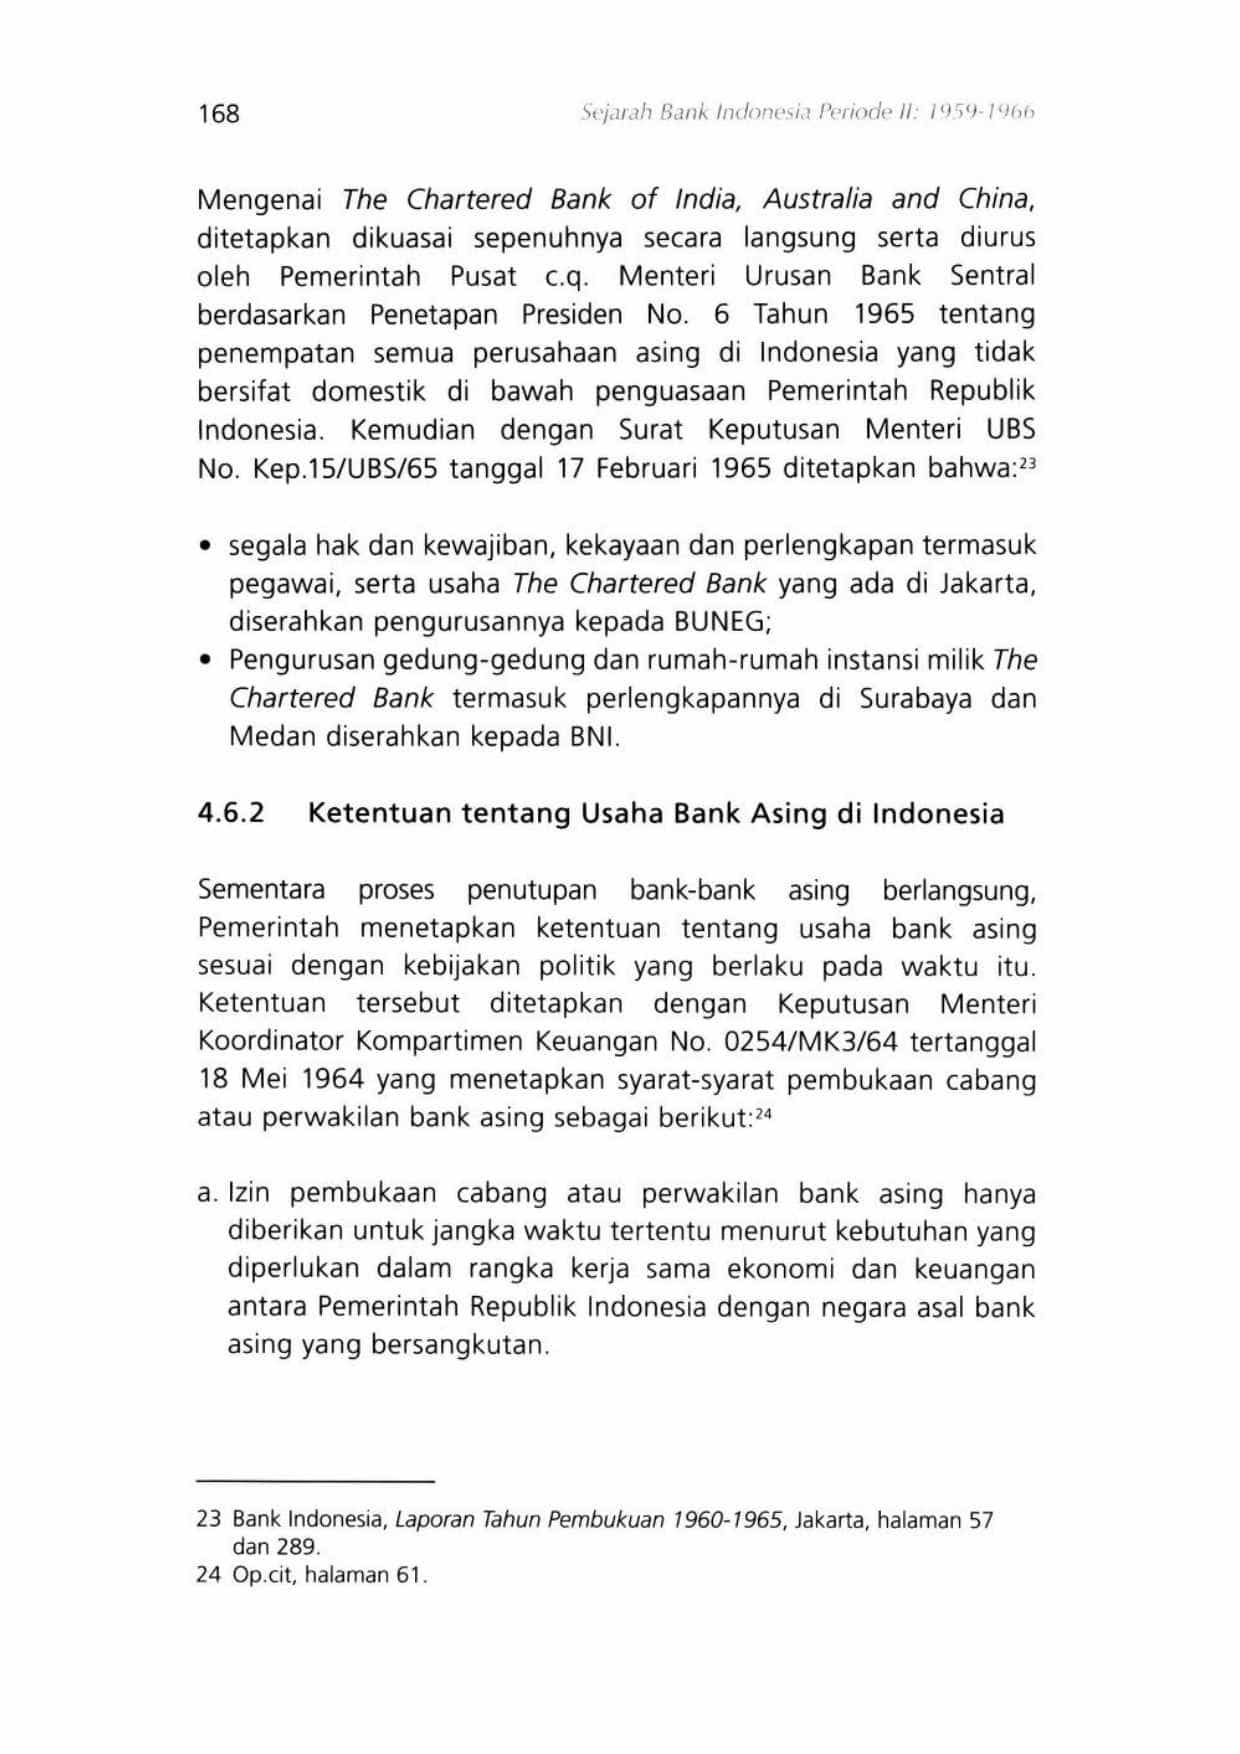 168
Sejarah Bank Indonesia Periode II: 1959-1966
Mengenai The Chartered Bank of India, Australia and China,
ditetapkan dikuasai sepenuhnya secara langsung serta diurus
oleh Pemerintah Pusat c.q. Menteri Urusan Bank Sentral
berdasarkan Penetapan Presiden No. 6 Tahun 1965 tentang
penempatan semua perusahaan asing di Indonesia yang tidak
bersifat domestik di bawah penguasaan Pemerintah Republik
Indonesia. Kemudian dengan Surat Keputusan Menteri UBS
No. Kep.15/UBS/65 tanggal 17 Februari 1965 ditetapkan bahwa:23
• segala hak dan kewajiban, kekayaan dan perlengkapan termasuk
pegawai, serta usaha The Chartered Bank yang ada di Jakarta,
diserahkan pengurusannya kepada BUNEG;
• Pengurusan gedung-gedung dan rumah-rumah instansi milik The
Chartered Bank termasuk perlengkapannya di Surabaya dan
Medan diserahkan kepada BNI.
4.6.2 Ketentuan tentang Usaha Bank Asing di Indonesia
Sementara proses penutupan bank-bank asing berlangsung,
Pemerintah menetapkan ketentuan tentang usaha bank asing
sesuai dengan kebijakan politik yang berlaku pada waktu itu.
Ketentuan tersebut ditetapkan dengan Keputusan Menteri
Koordinator Kompartimen Keuangan No. 0254/MK3/64 tertanggal
18 Mei 1964 yang menetapkan syarat-syarat pembukaan cabang
atau perwakilan bank asing sebagai berikut:24
a. Izin pembukaan cabang atau perwakilan bank asing hanya
diberikan untuk jangka waktu tertentu menurut kebutuhan yang
diperlukan dalam rangka kerja sama ekonomi dan keuangan
antara Pemerintah Republik Indonesia dengan negara asal bank
asing yang bersangkutan.
23 Bank Indonesia, Laporan Tahun Pembukuan 1960-1965, Jakarta, halaman 57
dan 289.
24 Op.cit, halaman 61.